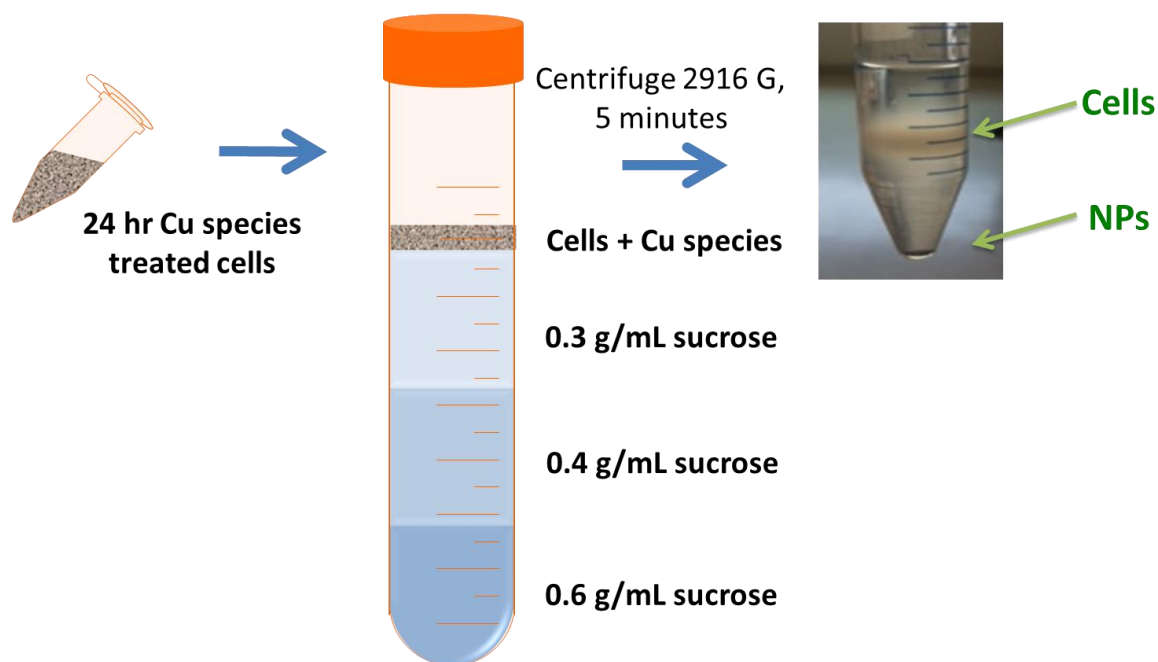 24 hr Cu species
treated cells
Centrifuge 2916 G,
5 minutes
Cells + Cu species
0.3 g/mL sucrose
0.4 g/mL sucrose
0.6 g/mL sucrose
Cells
NPs